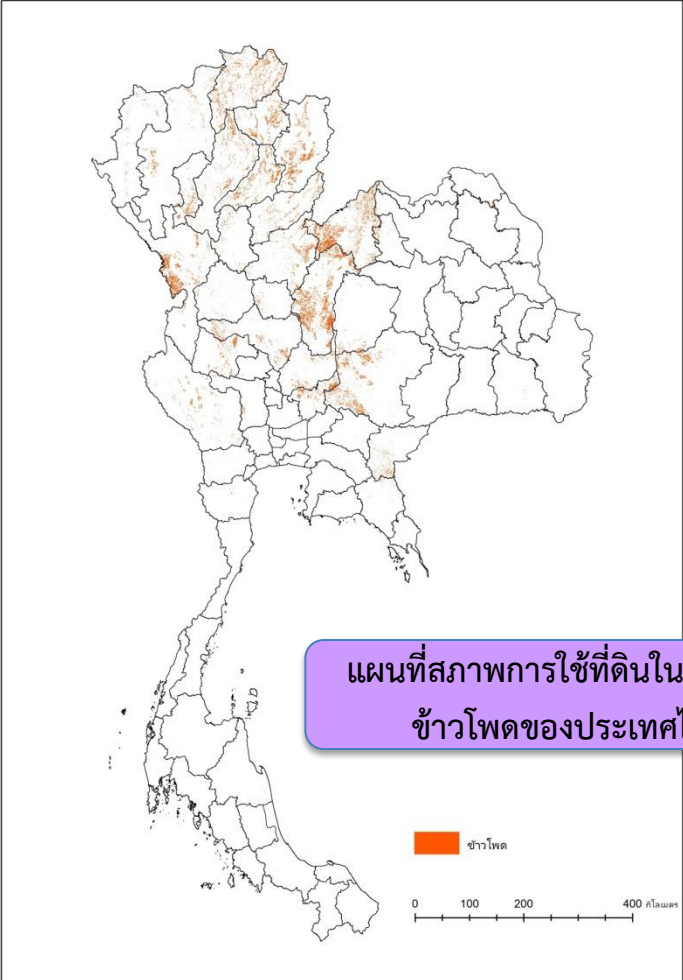 แผนที่สภาพการใช้ที่ดินใน
ข้าวโพดของประเทศ
ข้าวโพด
0 100 200 400 กิโลเมตร